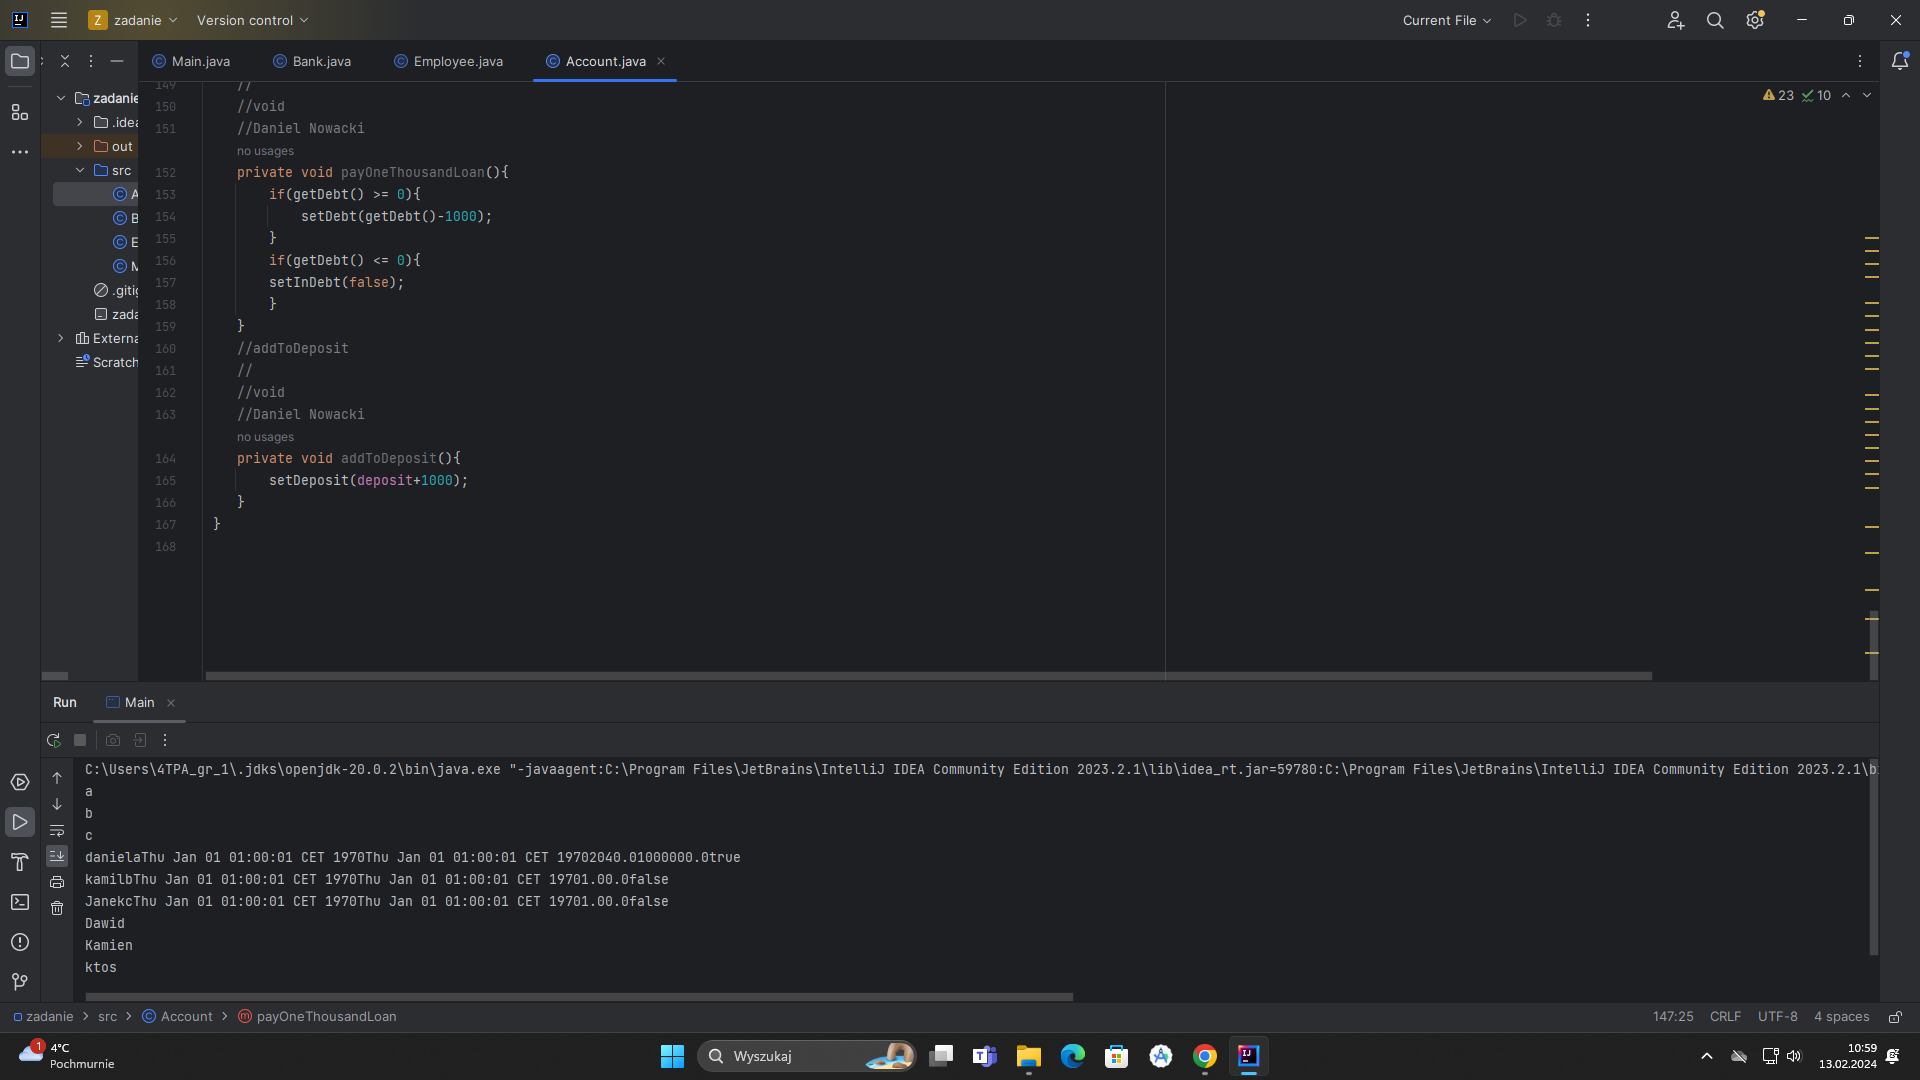 Z zadanie Version control Current File
Main.java Bank.java Employee.java Account.java
zadanie
.idea
out
src
A
B
E
M
.gitig
zada
Externa
Scratch
23 10
149 //
150 //void
151 //Daniel Nowacki
no usages
152 private void payOneThousandLoan(){
153 if(getDebt() >= 0){
154 setDebt(getDebt()-1000);
155 }
156 if(getDebt() <= 0){
157 setInDebt(false);
158 }
159 }
160 //addToDeposit
161 //
162 //void
163 //Daniel Nowacki
no usages
164 private void addToDeposit(){
165 setDeposit(deposit+1000);
166 }
167 }
168
Run Main
C:\Users\4TPA_gr_1\.jdks\openjdk-20.0.2\bin\java.exe "-javaagent:C:\Program Files\JetBrains\IntelliJ IDEA Community Edition 2023.2.1\lib\idea_rt.jar=59780:C:\Program Files\JetBrains\IntelliJ IDEA Community Edition 2023.2.1\b
a
b
c
danielaThu Jan 01 01:00:01 CET 1970Thu Jan 01 01:00:01 CET 19702040.01000000.0true
kamilbThu Jan 01 01:00:01 CET 1970Thu Jan 01 01:00:01 CET 19701.00.0false
JanekcThu Jan 01 01:00:01 CET 1970Thu Jan 01 01:00:01 CET 19701.00.0false
Dawid
Kamien
ktos
zadanie > src > Account > payOneThousandLoan 147:25 CRLF UTF-8 4 spaces
1 4°C
Pochmurnie
Wyszukaj
10:59
13.02.2024